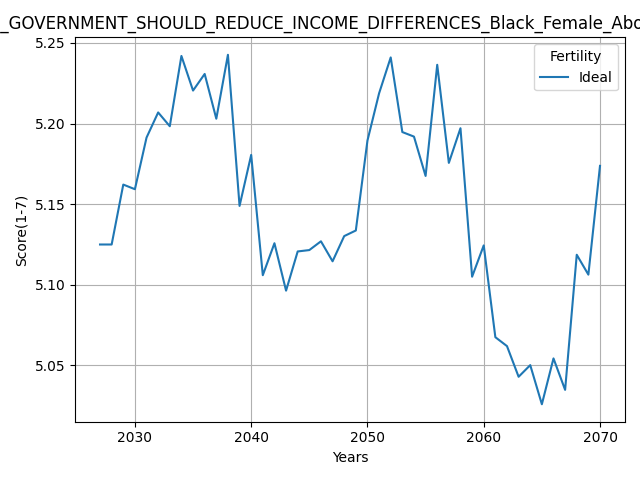 _GOVERNMENT_SHOULD_REDUCE_INCOME_DIFFERENCES_Black_Female_Abo
Fertility
Ideal
5.25
5.20
5.15
5.10
5.05
Score(1-7)
2030 2040 2050 2060 2070
Years